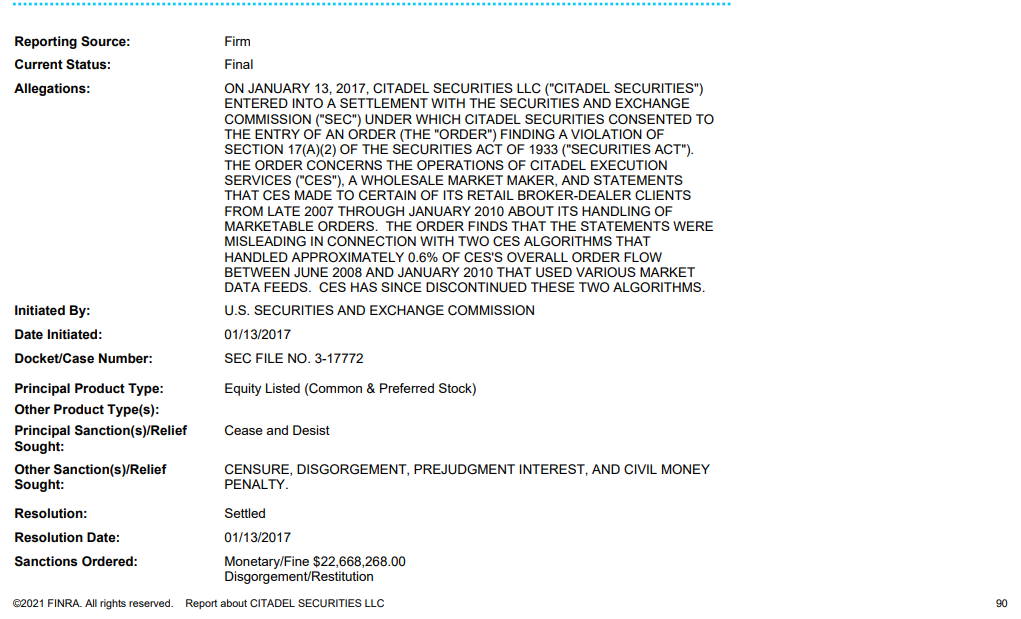 Reporting Source: Firm
Current Status: Final
Allegations: ON JANUARY 13, 2017, CITADEL SECURITIES LLC ("CITADEL SECURITIES")
ENTERED INTO A SETTLEMENT WITH THE SECURITIES AND EXCHANGE
COMMISSION ("SEC") UNDER WHICH CITADEL SECURITIES CONSENTED TO
THE ENTRY OF AN ORDER (THE "ORDER") FINDING A VIOLATION OF
SECTION 17(A)(2) OF THE SECURITIES ACT OF 1933 ("SECURITIES ACT").
THE ORDER CONCERNS THE OPERATIONS OF CITADEL EXECUTION
SERVICES ("CES"), A WHOLESALE MARKET MAKER, AND STATEMENTS
THAT CES MADE TO CERTAIN OF ITS RETAIL BROKER-DEALER CLIENTS
FROM LATE 2007 THROUGH JANUARY 2010 ABOUT ITS HANDLING OF
MARKETABLE ORDERS. THE ORDER FINDS THAT THE STATEMENTS WERE
MISLEADING IN CONNECTION WITH TWO CES ALGORITHMS THAT
HANDLED APPROXIMATELY 0.6% OF CES'S OVERALL ORDER FLOW
BETWEEN JUNE 2008 AND JANUARY 2010 THAT USED VARIOUS MARKET
DATA FEEDS. CES HAS SINCE DISCONTINUED THESE TWO ALGORITHMS.
Initiated By: U.S. SECURITIES AND EXCHANGE COMMISSION
Date Initiated: 01/13/2017
Docket/Case Number: SEC FILE NO. 3-17772
Principal Product Type: Equity Listed (Common & Preferred Stock)
Other Product Type(s):
Principal Sanction(s)/Relief Cease and Desist
Sought:
Other Sanction(s)/Relief CENSURE, DISGORGEMENT, PREJUDGMENT INTEREST, AND CIVIL MONEY
Sought: PENALTY.
Resolution: Settled
Resolution Date: 01/13/2017
Sanctions Ordered: Monetary/Fine $22,668,268.00
Disgorgement/Restitution
©2021 FINRA. All rights reserved. Report about CITADEL SECURITIES LLC 90